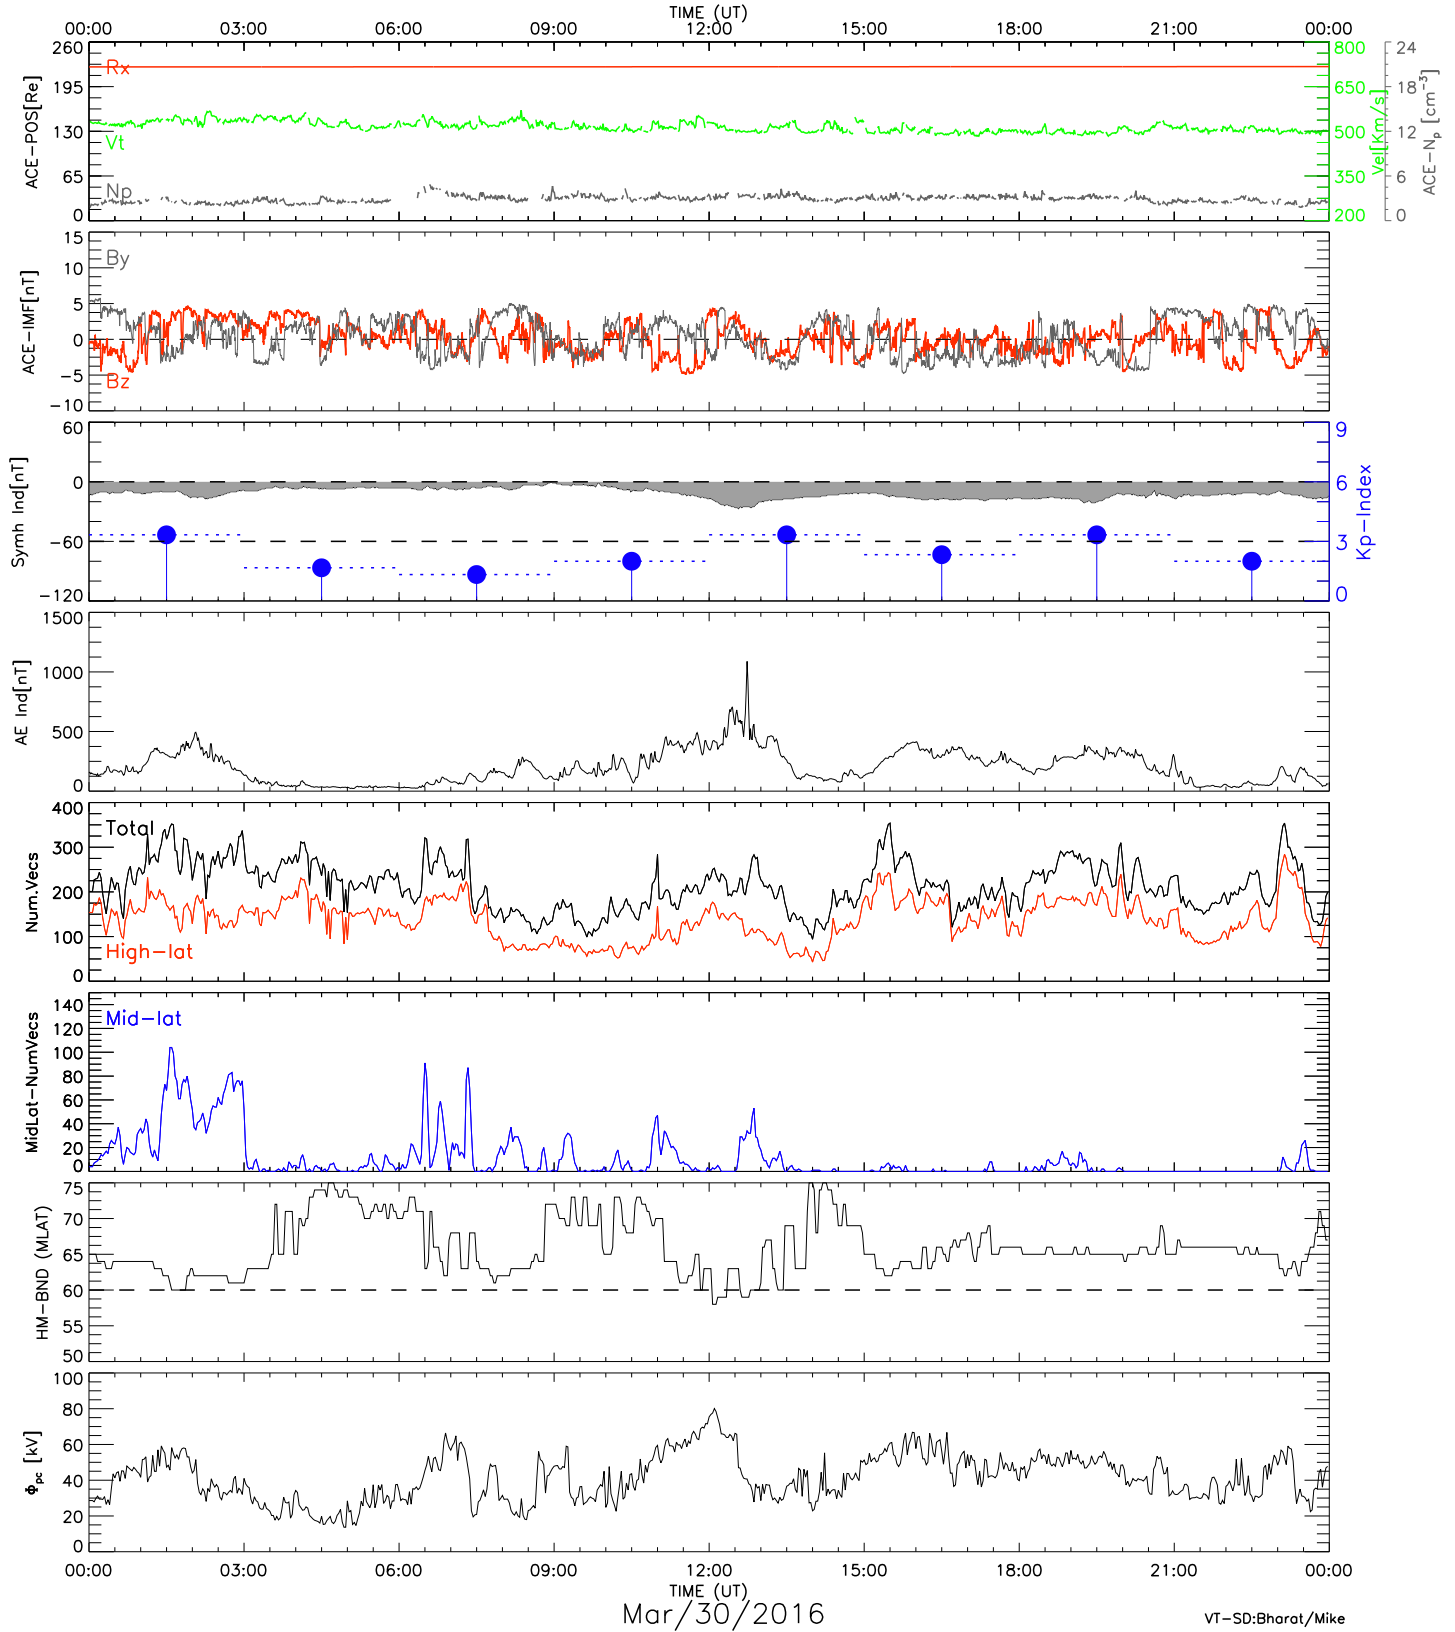 TIME (UT)
00:00 03:00 06:00 09:00 12:00 15:00 18:00 21:00 00:00
ACE-POS[Re]
260
195
130
65
0
Rx
Vt
Np
800
650
500
350
200
Vel[Km/s]
24
18
12
6
0
ACE-Np [cm-3]
ACE-IMF[nT]
15
10
5
0
-5
-10
By
Bz
Symh Ind[nT]
60
0
-60
-120
9
6
3
0
Kp-Index
AE Ind[nT]
1500
1000
500
0
Num.Vecs
400
300
200
100
0
Total
High-lat
MidLat-NumVecs
140
120
100
80
60
40
20
0
Mid-lat
HM-BND (MLAT)
75
70
65
60
55
50
Φpc [kV]
100
80
60
40
20
0
00:00 03:00 06:00 09:00 12:00 15:00 18:00 21:00 00:00
TIME (UT)
Mar/30/2016
VT-SD:Bharat/Mike